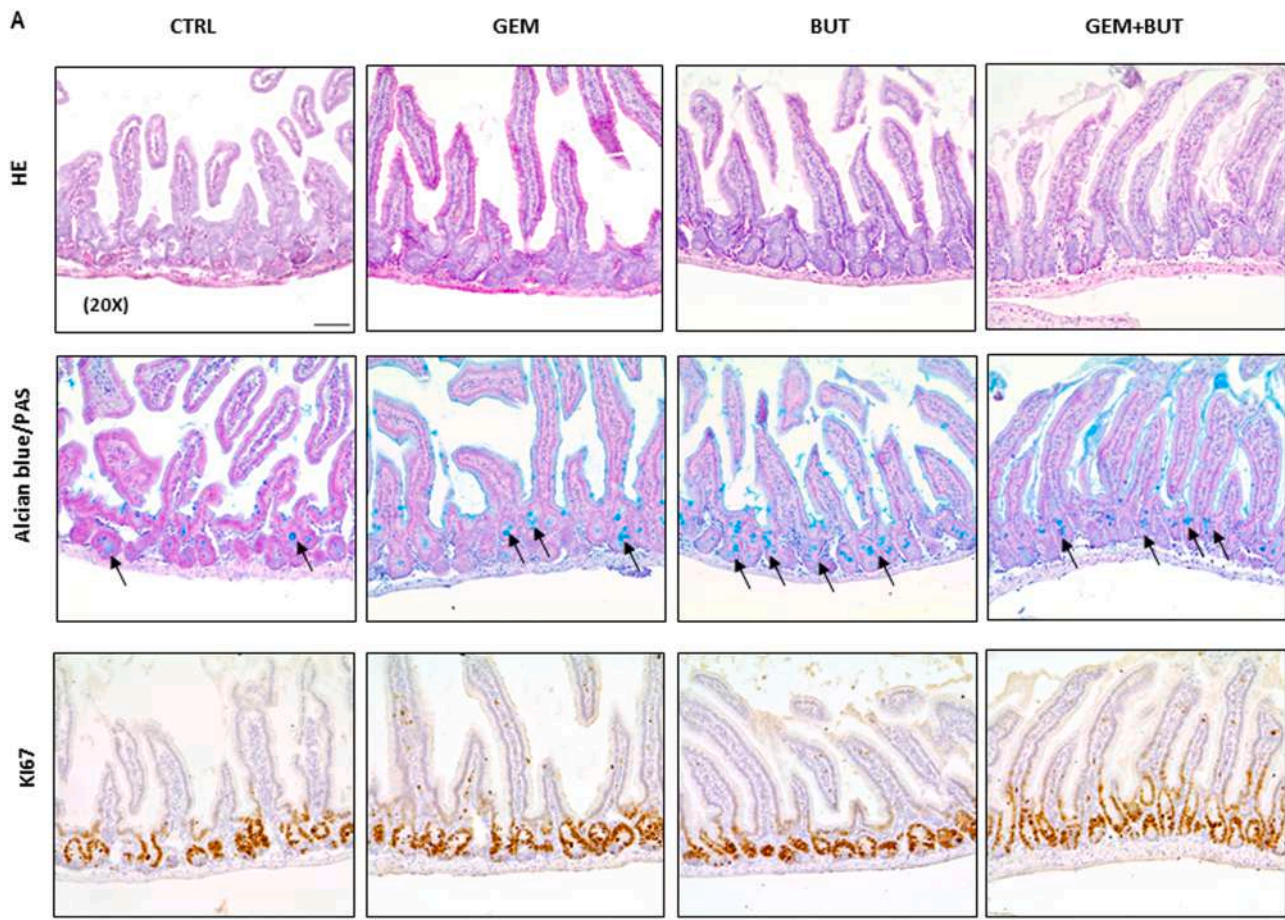 A
CTRL GEM BUT GEM+BUT
HE
(20X)
Alcian blue/PAS
KI67